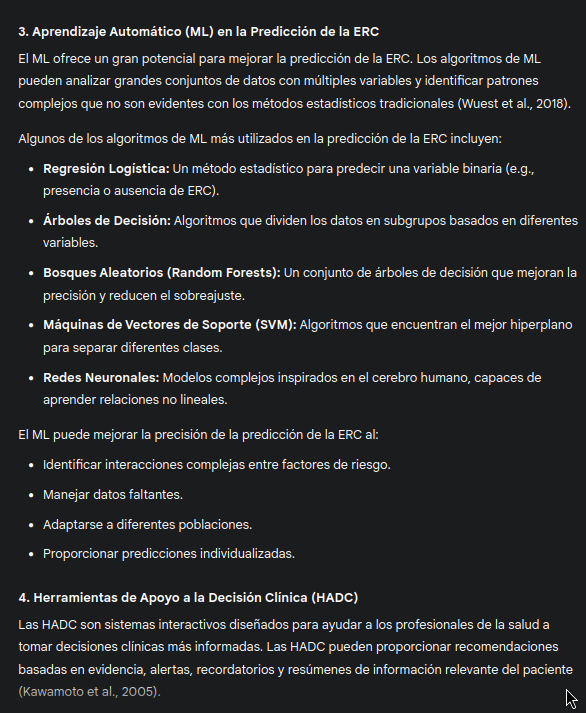 3. Aprendizaje Automático (ML) en la Predicción de la ERC
El ML ofrece un gran potencial para mejorar la predicción de la ERC. Los algoritmos de ML
pueden analizar grandes conjuntos de datos con múltiples variables y identificar patrones
complejos que no son evidentes con los métodos estadísticos tradicionales (Wuest et al., 2018).
Algunos de los algoritmos de ML más utilizados en la predicción de la ERC incluyen:
• Regresión Logística: Un método estadístico para predecir una variable binaria (e.g.,
presencia o ausencia de ERC).
• Árboles de Decisión: Algoritmos que dividen los datos en subgrupos basados en diferentes
variables.
• Bosques Aleatorios (Random Forests): Un conjunto de árboles de decisión que mejoran la
precisión y reducen el sobreajuste.
• Máquinas de Vectores de Soporte (SVM): Algoritmos que encuentran el mejor hiperplano
para separar diferentes clases.
• Redes Neuronales: Modelos complejos inspirados en el cerebro humano, capaces de
aprender relaciones no lineales.
El ML puede mejorar la precisión de la predicción de la ERC al:
• Identificar interacciones complejas entre factores de riesgo.
• Manejar datos faltantes.
• Adaptarse a diferentes poblaciones.
• Proporcionar predicciones individualizadas.
4. Herramientas de Apoyo a la Decisión Clínica (HADC)
Las HADC son sistemas interactivos diseñados para ayudar a los profesionales de la salud a
tomar decisiones clínicas más informadas. Las HADC pueden proporcionar recomendaciones
basadas en evidencia, alertas, recordatorios y resúmenes de información relevante del paciente
(Kawamoto et al., 2005).